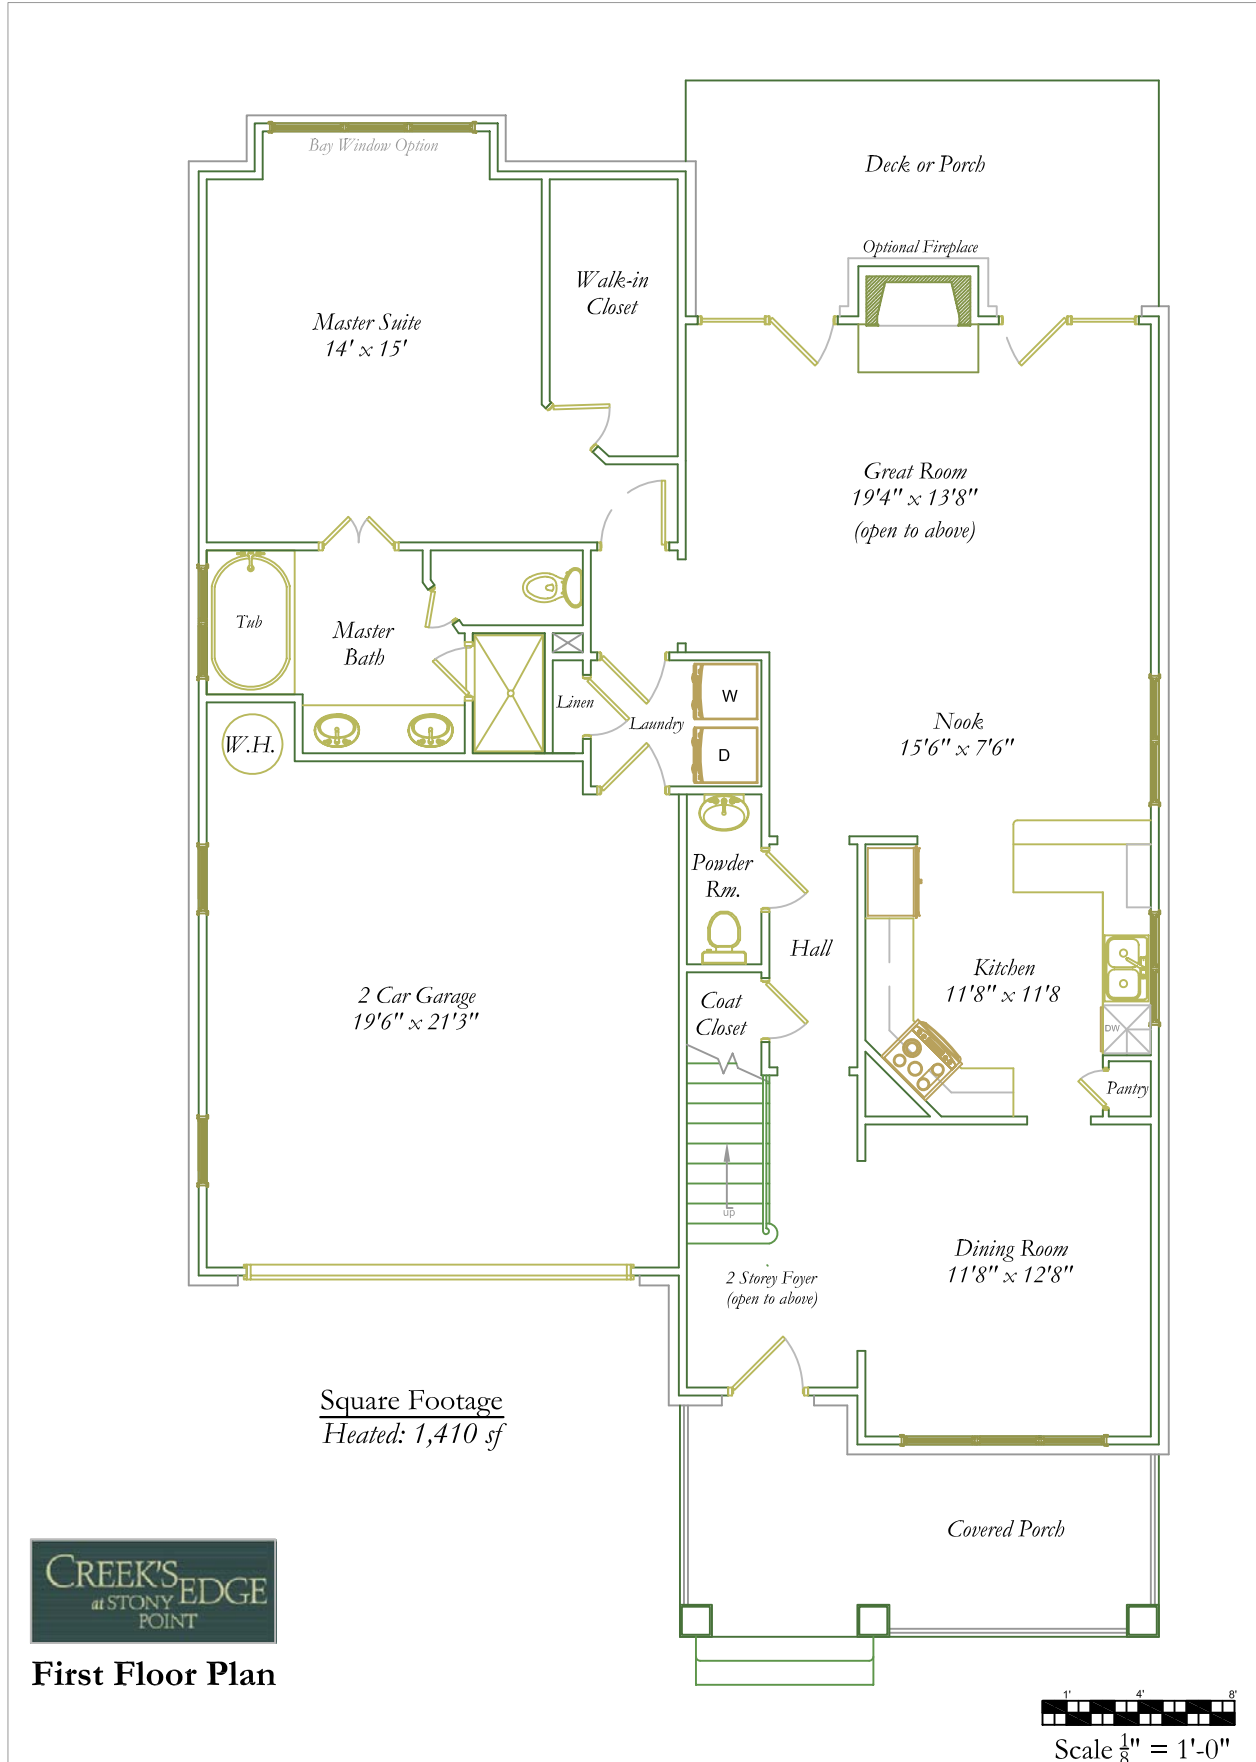 Bay Window Option
Deck or Porch
Optional Fireplace
Walk-in
Closet
Master Suite
14' x 15'
Great Room
19'4" x 13'8"
(open to above)
Tub
Master
Bath
Linen
Laundry
W
D
W.H.
Nook
15'6" x 7'6"
Powder
Rm.
Hall
Kitchen
11'8" x 11'8
2 Car Garage
19'6" x 21'3"
Coat
Closet
DW
Pantry
up
Dining Room
11'8" x 12'8"
2 Storey Foyer
(open to above)
Square Footage
Heated: 1,410 sf
Covered Porch
CREEK'S
EDGE
at STONY
POINT
First Floor Plan
1' 4' 8'
Scale 1/8" = 1'-0"